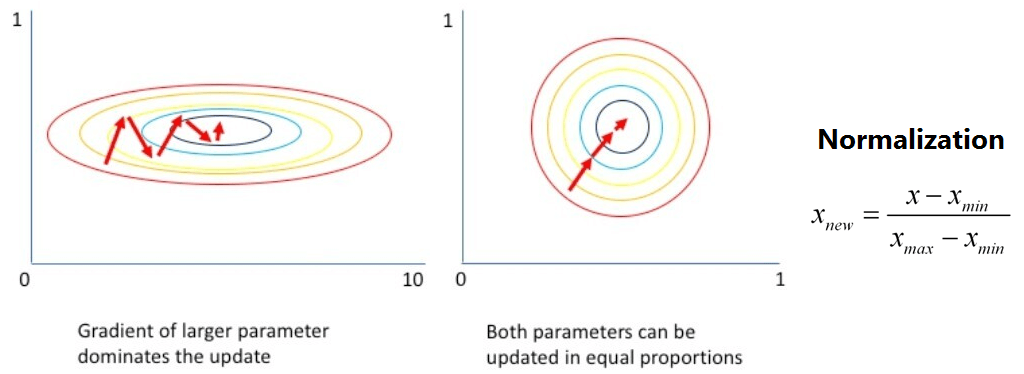 1
0
10
Gradient of larger parameter
dominates the update
1
0
1
Both parameters can be
updated in equal proportions
Normalization
x_{new} = \frac{x - x_{min}}{x_{max} - x_{min}}